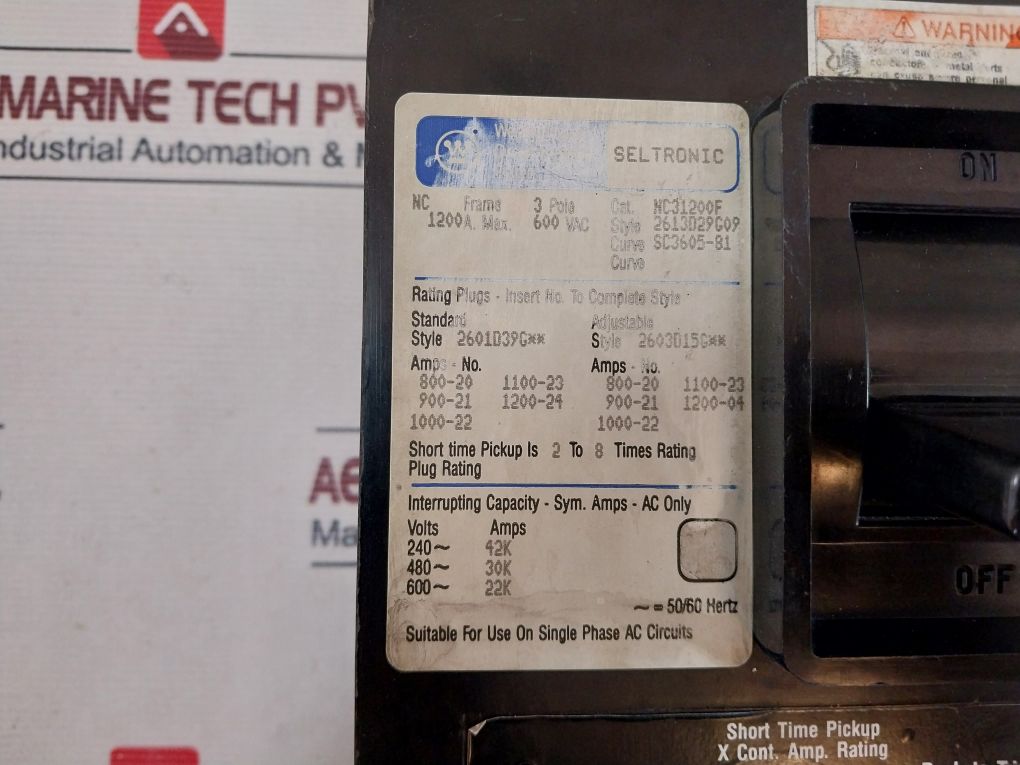 MARINE TECH PV
ndustrial Automation &
AE
Ma
WARNING
SELTRONIC
NC Frame 3 Pole Cat. NC31200F
1200A. Max. 600 VAC Style 2613D29G09
Curve SC3605-81
Curve
Rating Plugs - Insert No. To Complete Style
Standard Adjustable
Style 2601D39G** Style 2603D15G**
Amps - No. Amps - No.
800-20 1100-23 800-20 1100-23
900-21 1200-24 900-21 1200-04
1000-22 1000-22
Short time Pickup Is 2 To 8 Times Rating
Plug Rating
Interrupting Capacity - Sym. Amps - AC Only
Volts Amps
240~ 42K
480~ 30K
600~ 22K
~ = 50/60 Hertz
Suitable For Use On Single Phase AC Circuits
ON
OFF
Short Time Pickup
X Cont. Amp. Rating